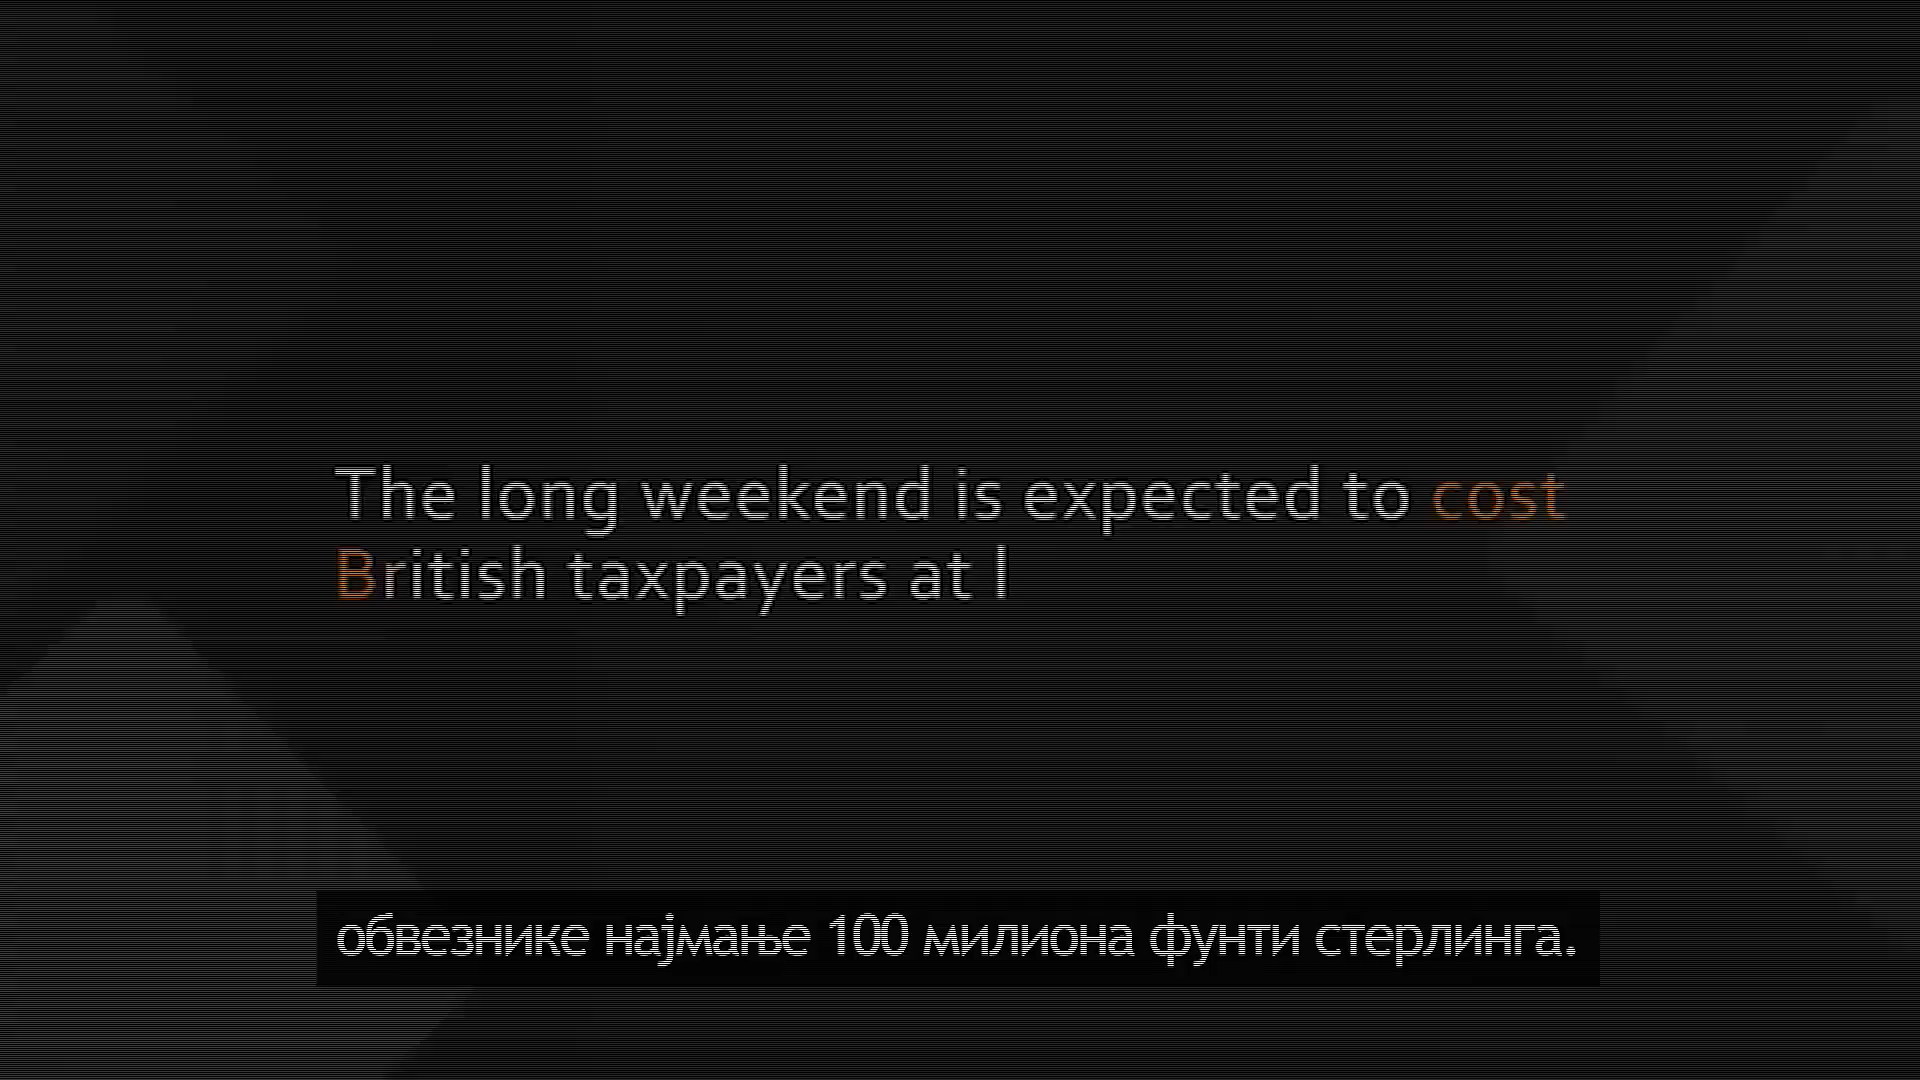 The long weekend is expected to cost
British taxpayers at l
обвезнике најмање 100 милиона фунти стерлинга.